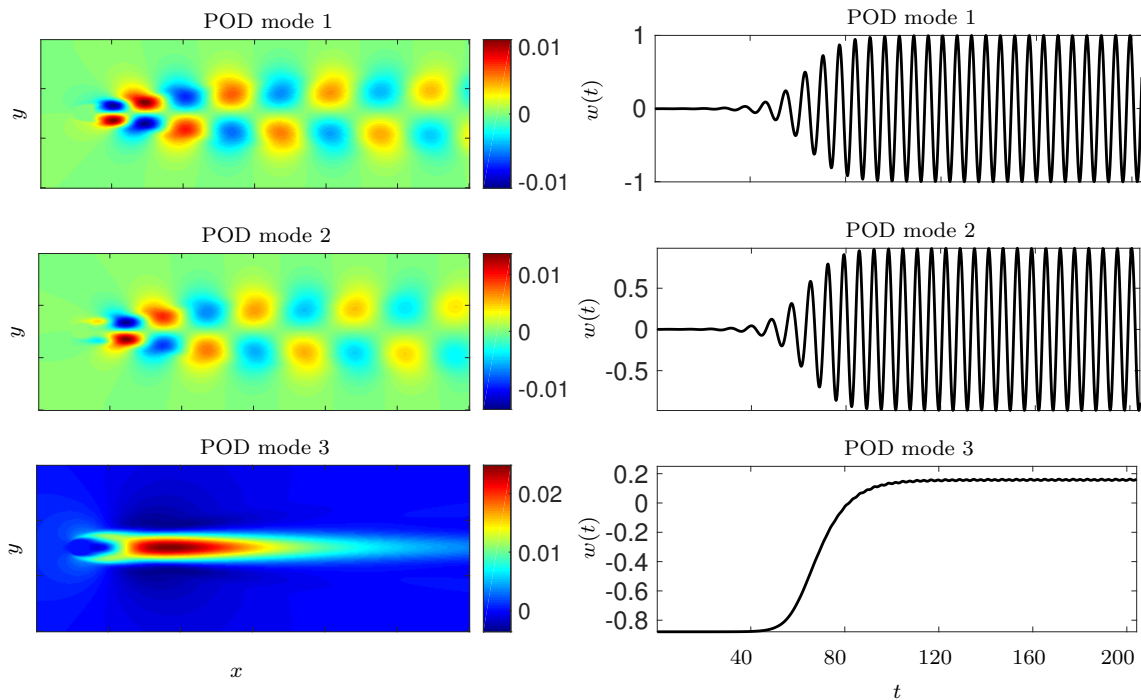 POD mode 1
y
0.01
0
-0.01
POD mode 1
w(t)
1
0
-1
POD mode 2
y
0.01
0
-0.01
POD mode 2
w(t)
0.5
0
-0.5
POD mode 3
y
x
0.02
0.01
0
POD mode 3
w(t)
0.2
0
-0.2
-0.4
-0.6
-0.8
40
80
120
160
200
t